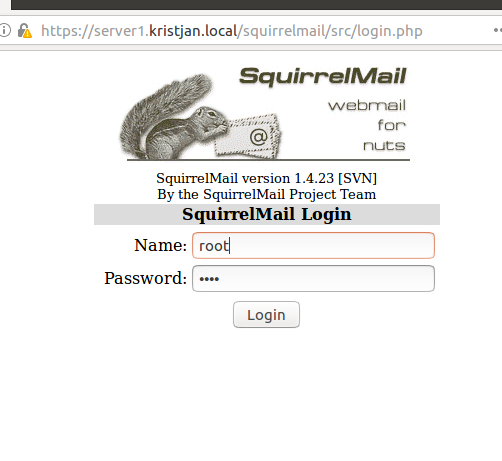 https://server1.kristjan.local/squirrelmail/src/login.php
SquirrelMail
webmail
for
nuts
@
SquirrelMail version 1.4.23 [SVN]
By the SquirrelMail Project Team
SquirrelMail Login
Name: root
Password: ••••
Login